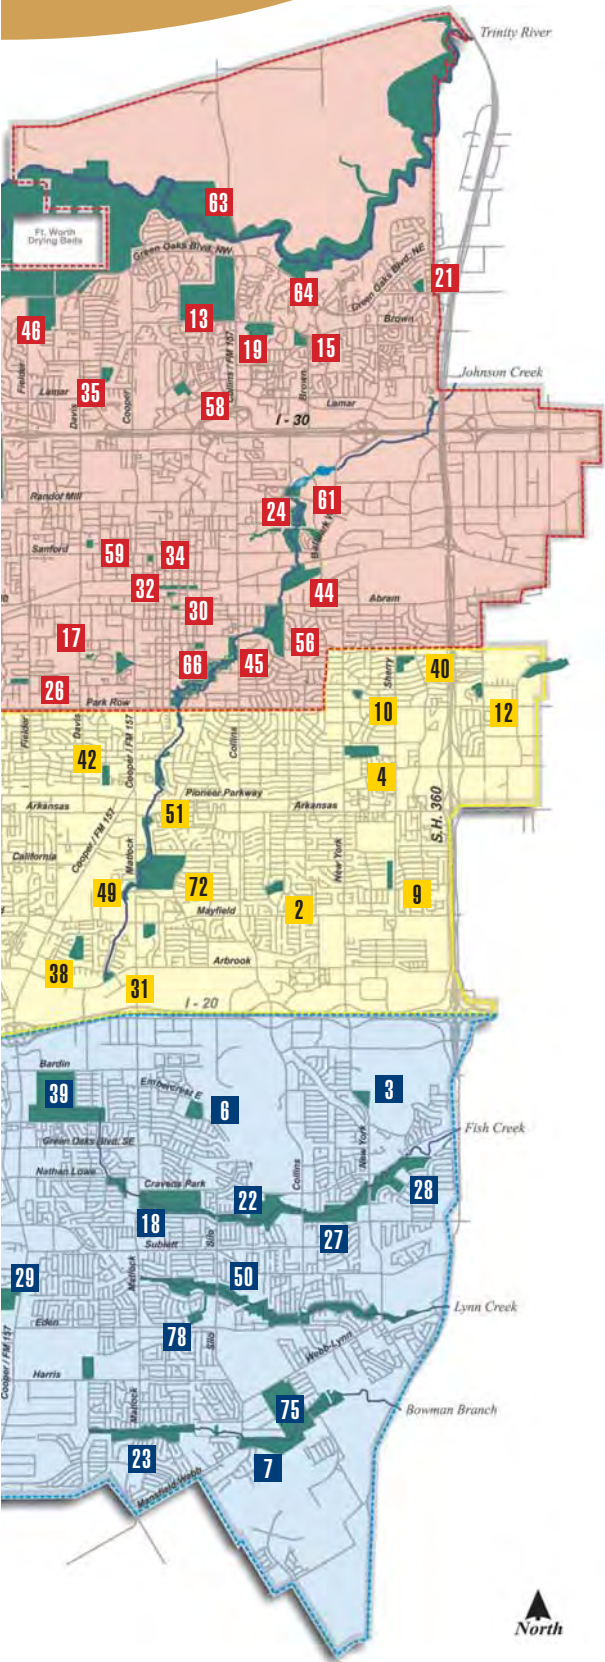 Trinity River
63
Ft. Worth
Drying Beds
Green Oaks Blvd. NW
Green Oaks Blvd. NE
21
64
13
Brown
46
19
15
Collins / FM 157
Fielder
Johnson Creek
35
Lamar
Davis
Cooper
58
Brown
Lamar
I - 30
Randol Mill
24
61
Sanford
59
34
32
44
30
Abram
17
56
66
45
40
Sherry
26
Park Row
10
12
Fielder
Davis
Cooper / FM 157
Collins
42
4
Pioneer Parkway
Arkansas
Arkansas
S.H. 360
51
Cooper / FM 157
California
Matlock
New York
49
72
9
2
Mayfield
38
Arbrook
31
I - 20
Bardin
39
Embercrest E
3
6
Fish Creek
Green Oaks Blvd. SE
New York
Nathan Lowe
Collins
Cravens Park
22
28
18
27
Sublett
Silo
29
50
Matlock
Lynn Creek
Eden
78
Silo
Webb-Lynn
Cooper / FM 157
Harris
75
Matlock
Bowman Branch
23
7
Mansfield-Webb
North